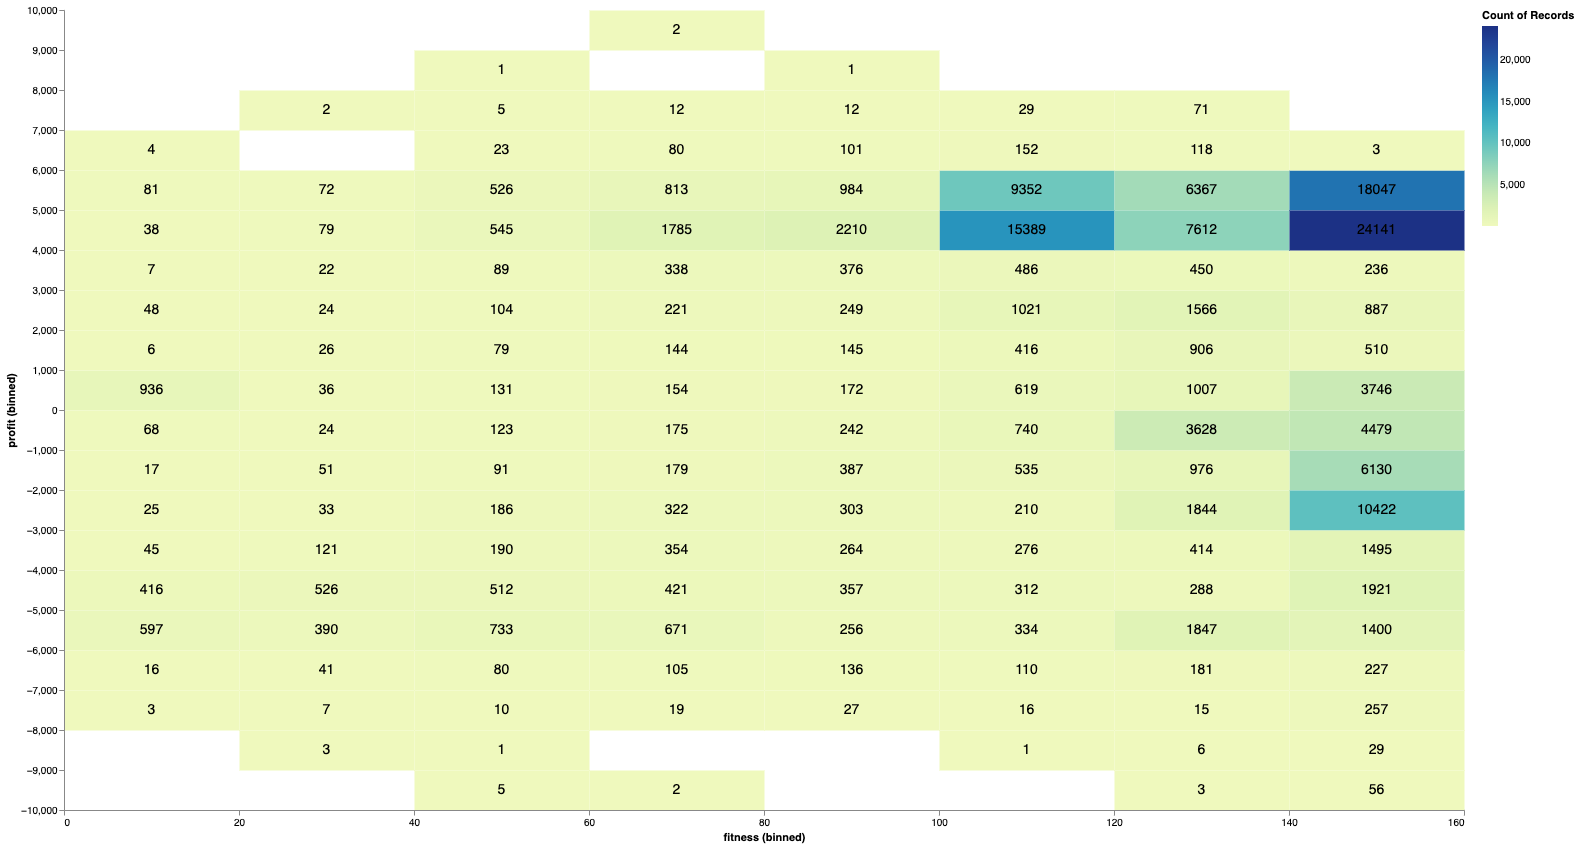 Count of Records
20,000
15,000
10,000
5,000
profit (binned)
10,000
2
9,000
1 1
8,000
2 5 12 12 29 71
7,000
4 23 80 101 152 118 3
6,000
81 72 526 813 984 9352 6367 18047
5,000
38 79 545 1785 2210 15389 7612 24141
4,000
7 22 89 338 376 486 450 236
3,000
48 24 104 221 249 1021 1566 887
2,000
6 26 79 144 145 416 906 510
1,000
936 36 131 154 172 619 1007 3746
0
68 24 123 175 242 740 3628 4479
−1,000
17 51 91 179 387 535 976 6130
−2,000
25 33 186 322 303 210 1844 10422
−3,000
45 121 190 354 264 276 414 1495
−4,000
416 526 512 421 357 312 288 1921
−5,000
597 390 733 671 256 334 1847 1400
−6,000
16 41 80 105 136 110 181 227
−7,000
3 7 10 19 27 16 15 257
−8,000
3 1 1 6 29
−9,000
5 2 3 56
−10,000
0 20 40 60 80 100 120 140 160
fitness (binned)